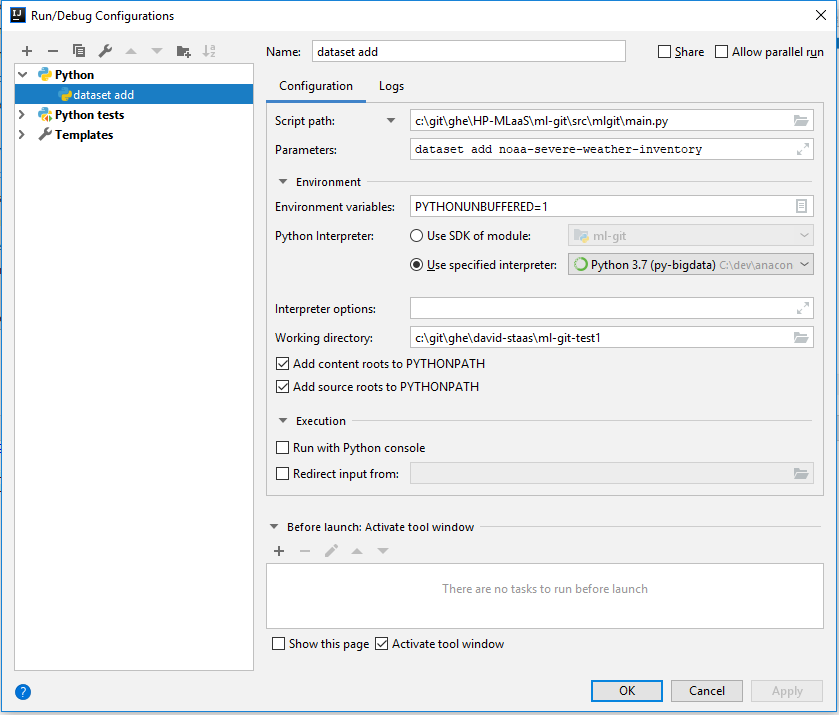 Run/Debug Configurations
Name: dataset add Share Allow parallel run
Python
dataset add
Python tests
Templates
Configuration Logs
Script path: c:\git\ghe\HP-MLaaS\ml-git\src\mlgit\main.py
Parameters: dataset add noaa-severe-weather-inventory
Environment
Environment variables: PYTHONUNBUFFERED=1
Python Interpreter: Use SDK of module: ml-git
Use specified interpreter: Python 3.7 (py-bigdata) C:\dev\anacon
Interpreter options:
Working directory: c:\git\ghe\david-staas\ml-git-test1
Add content roots to PYTHONPATH
Add source roots to PYTHONPATH
Execution
Run with Python console
Redirect input from:
Before launch: Activate tool window
There are no tasks to run before launch
Show this page Activate tool window
? OK Cancel Apply